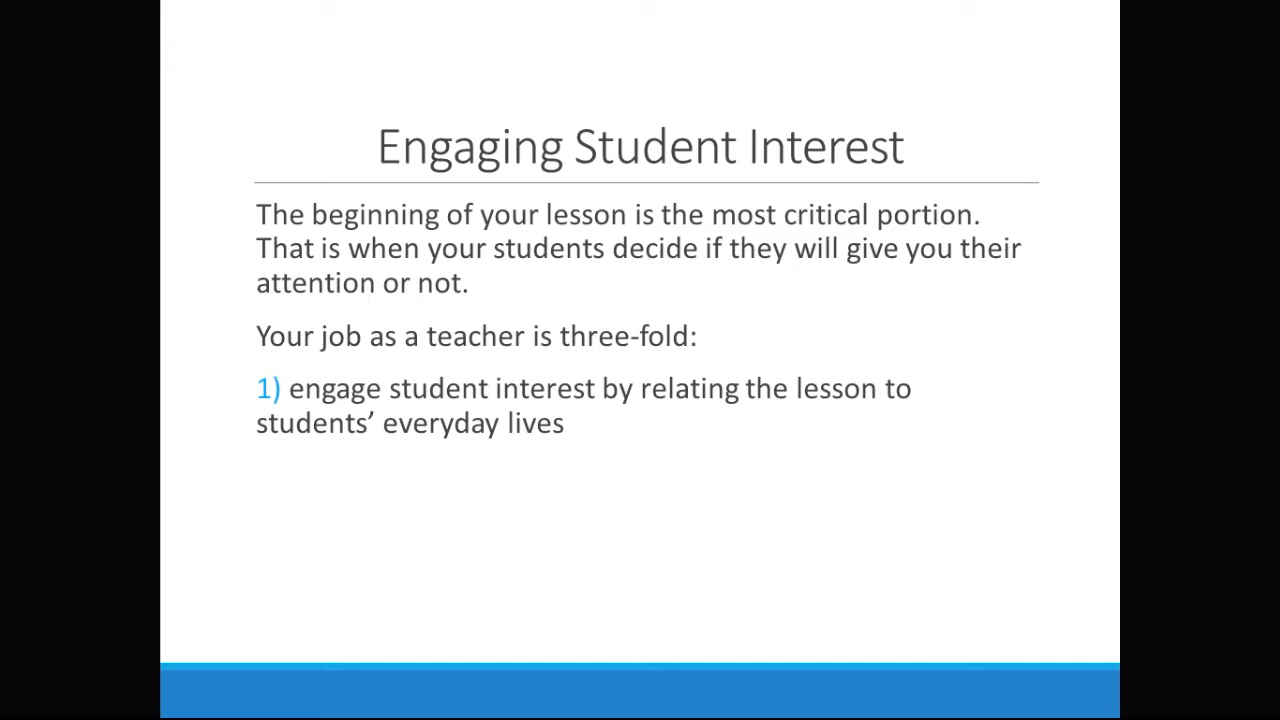 Engaging Student Interest
The beginning of your lesson is the most critical portion.
That is when your students decide if they will give you their
attention or not.
Your job as a teacher is three-fold:
1) engage student interest by relating the lesson to
students’ everyday lives